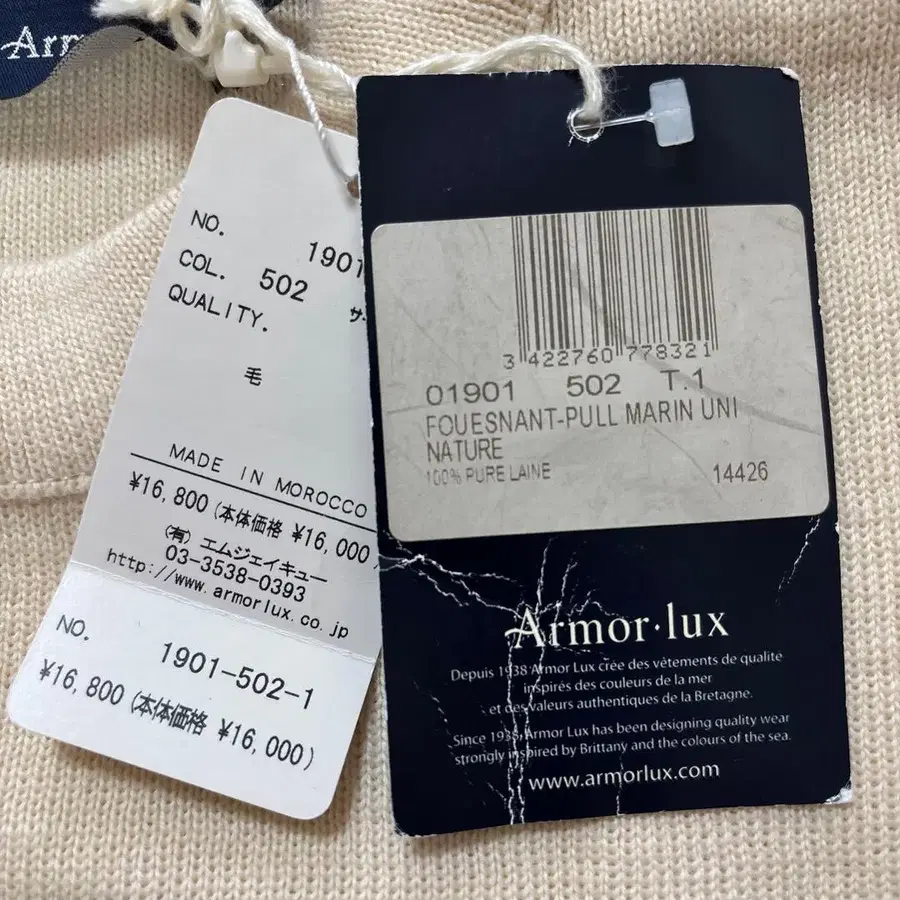 Arm
NO. 1901
COL. 502 サ
QUALITY.
毛
MADE IN MOROCCO
¥16,800 (本体価格 ¥16,000
(有) エムジェイキュー
03-3538-0393
http://www.armorlux.co.jp
NO. 1901-502-1
¥16,800 (本体価格 ¥16,000)
3 422760 778321
01901 502 T.1
FOUESNANT-PULL MARIN UNI
NATURE
100% PURE LAINE 14426
Armor·lux
Depuis 1938 Armor Lux crée des vêtements de qualite
inspirés des couleurs de la mer
et des valeurs authentiques de la Bretagne.
Since 1938, Armor Lux has been designing quality wear
strongly inspired by Brittany and the colours of the sea.
www.armorlux.com